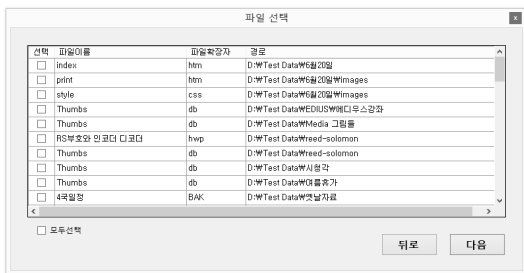 파일 선택
x
선택 파일이름 파일확장자 경로
index htm D:₩Test Data₩6월20일
print htm D:₩Test Data₩6월20일₩images
style css D:₩Test Data₩6월20일₩images
Thumbs db D:₩Test Data₩EDIUS₩에디우스강좌
Thumbs db D:₩Test Data₩Media 그림들
RS부호와 인코더 디코더 hwp D:₩Test Data₩reed-solomon
Thumbs db D:₩Test Data₩reed-solomon
Thumbs db D:₩Test Data₩시청각
Thumbs db D:₩Test Data₩여름휴가
4국일정 BAK D:₩Test Data₩옛날자료
모두선택
뒤로 다음